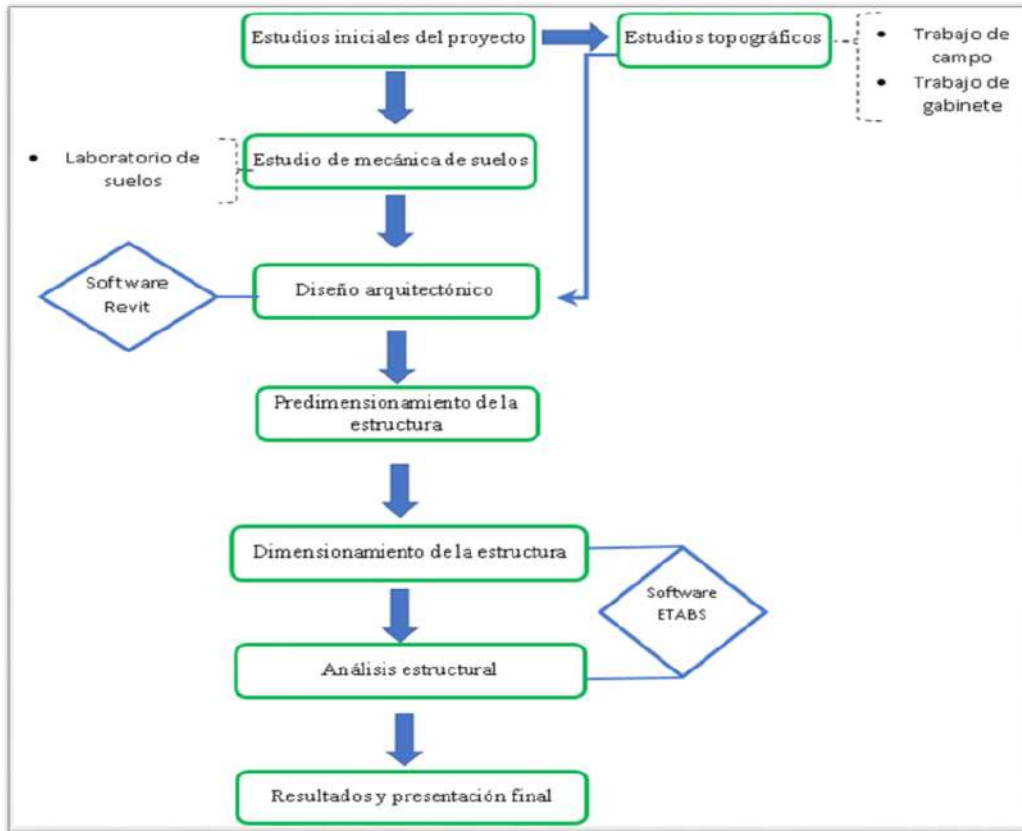 Estudios iniciales del proyecto
Estudios topográficos
• Trabajo de
campo
• Trabajo de
gabinete
• Laboratorio de
suelos
Estudio de mecánica de suelos
Software
Revit
Diseño arquitectónico
Predimensionamiento de la
estructura
Dimensionamiento de la estructura
Software
ETABS
Análisis estructural
Resultados y presentación final